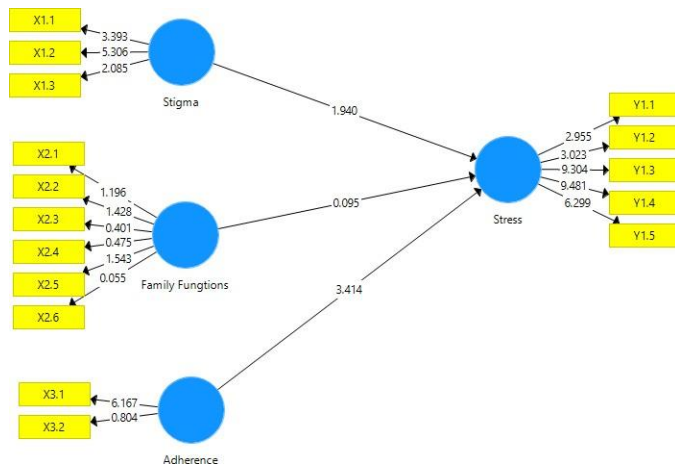 X1.1
X1.2
X1.3
3.393
5.306
2.085
Stigma
1.940
X2.1
X2.2
X2.3
X2.4
X2.5
X2.6
1.196
1.428
0.401
0.475
1.543
0.055
Family Fungtions
0.095
X3.1
X3.2
6.167
0.804
Adherence
3.414
Stress
2.955
3.023
9.304
9.481
6.299
Y1.1
Y1.2
Y1.3
Y1.4
Y1.5